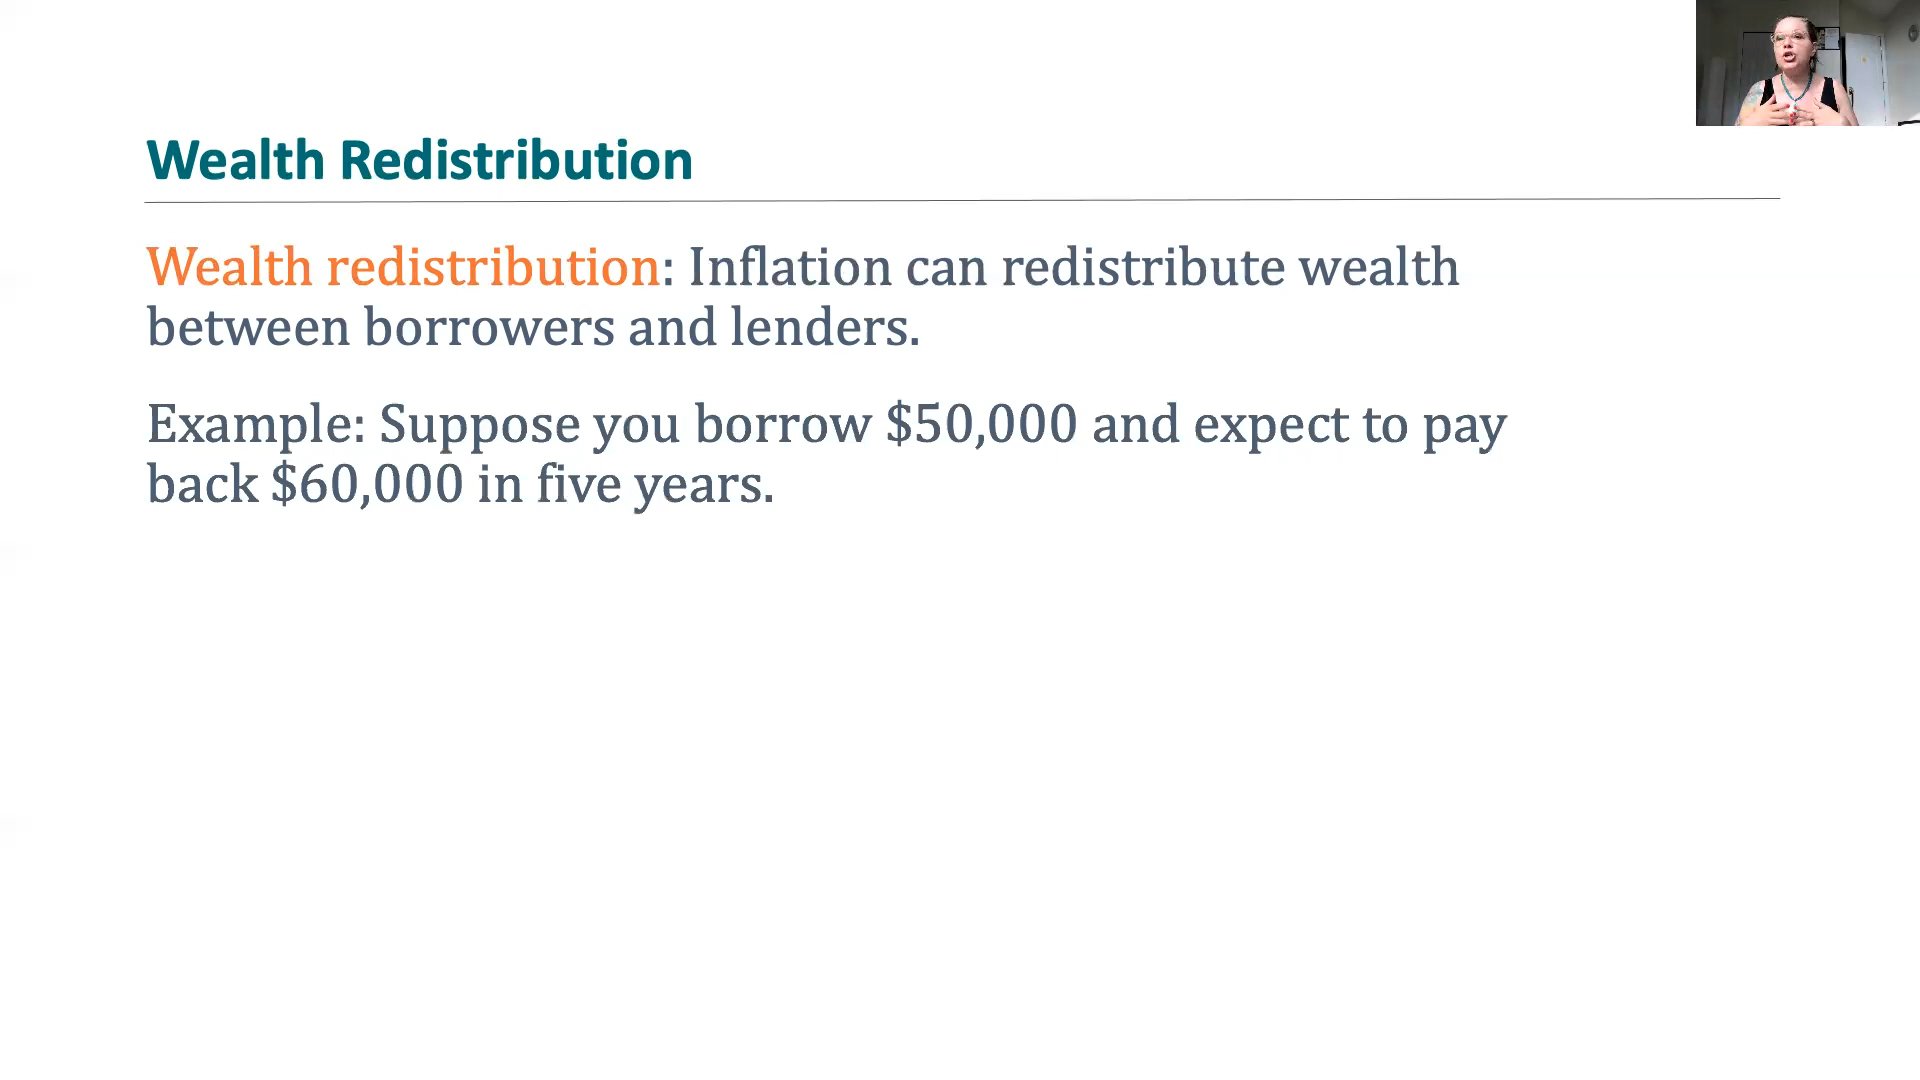 Wealth Redistribution
Wealth redistribution: Inflation can redistribute wealth
between borrowers and lenders.
Example: Suppose you borrow $50,000 and expect to pay
back $60,000 in five years.